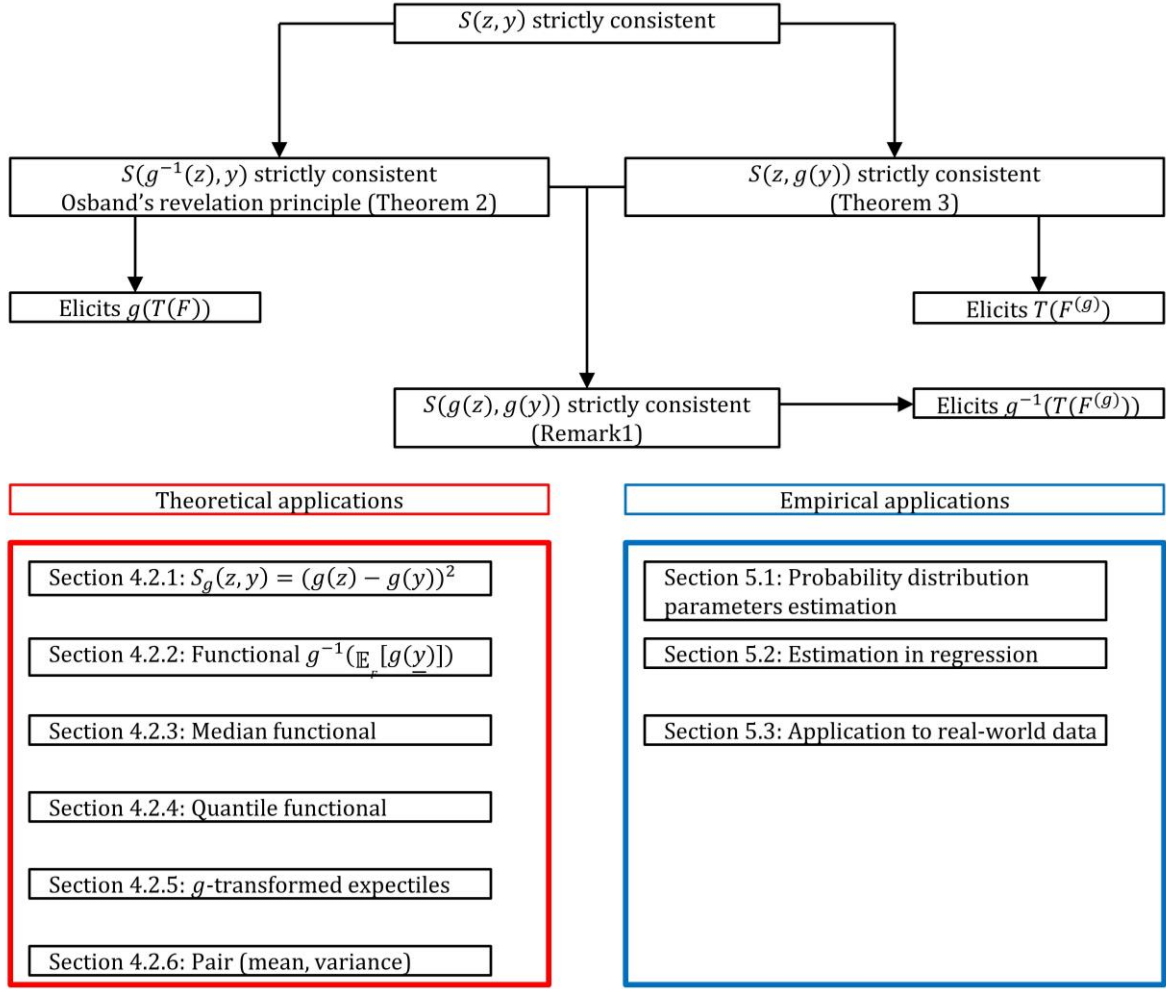 S(z, y) strictly consistent
S(g⁻¹(z), y) strictly consistent
Osband's revelation principle (Theorem 2)
S(z, g(y)) strictly consistent
(Theorem 3)
Elicits g(T(F))
Elicits T(F⁽ᵍ⁾)
S(g(z), g(y)) strictly consistent
(Remark1)
Elicits g⁻¹(T(F⁽ᵍ⁾))
Theoretical applications
Section 4.2.1: S_g(z, y) = (g(z) − g(y))²
Section 4.2.2: Functional g⁻¹(𝔼_F[g(y)])
Section 4.2.3: Median functional
Section 4.2.4: Quantile functional
Section 4.2.5: g-transformed expectiles
Section 4.2.6: Pair (mean, variance)
Empirical applications
Section 5.1: Probability distribution
parameters estimation
Section 5.2: Estimation in regression
Section 5.3: Application to real-world data